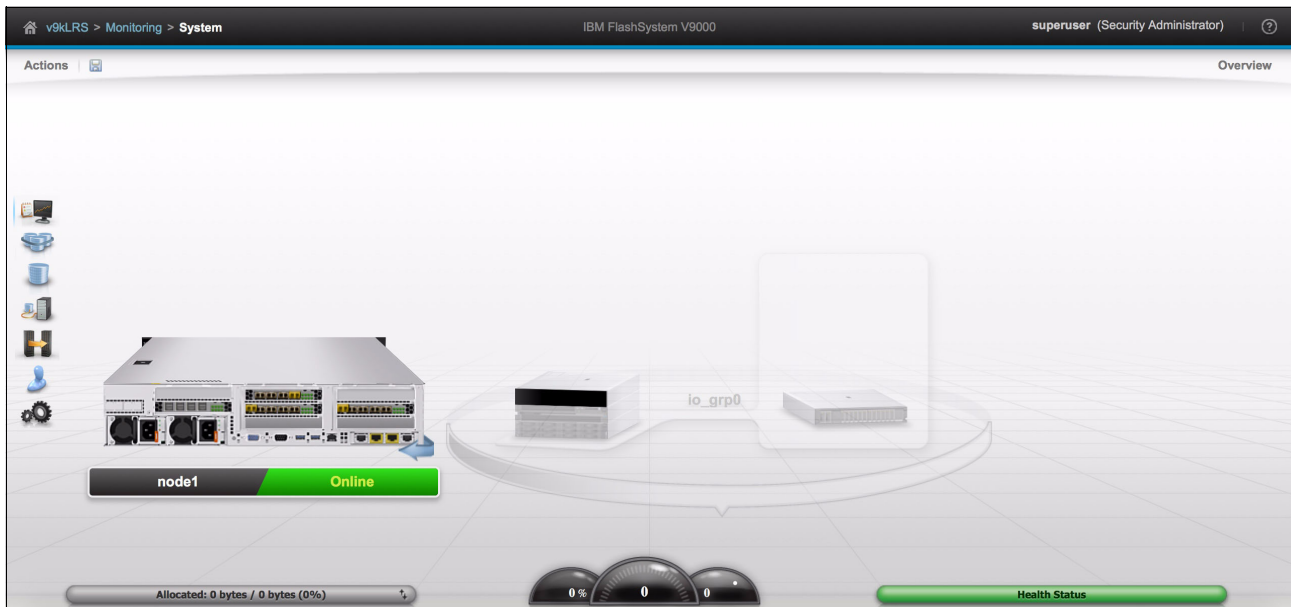 v9kLRS > Monitoring > System
IBM FlashSystem V9000
superuser (Security Administrator)
?
Actions
Overview
io_grp0
node1
Online
Allocated: 0 bytes / 0 bytes (0%)
0 %
0
0
Health Status